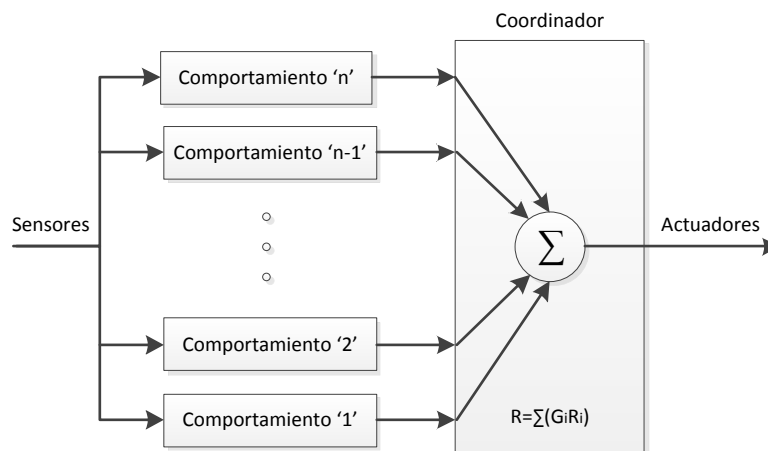 Coordinador
Comportamiento ‘n’
Comportamiento ‘n-1’
Sensores
Actuadores
∑
Comportamiento ‘2’
Comportamiento ‘1’
R=∑(GiRi)